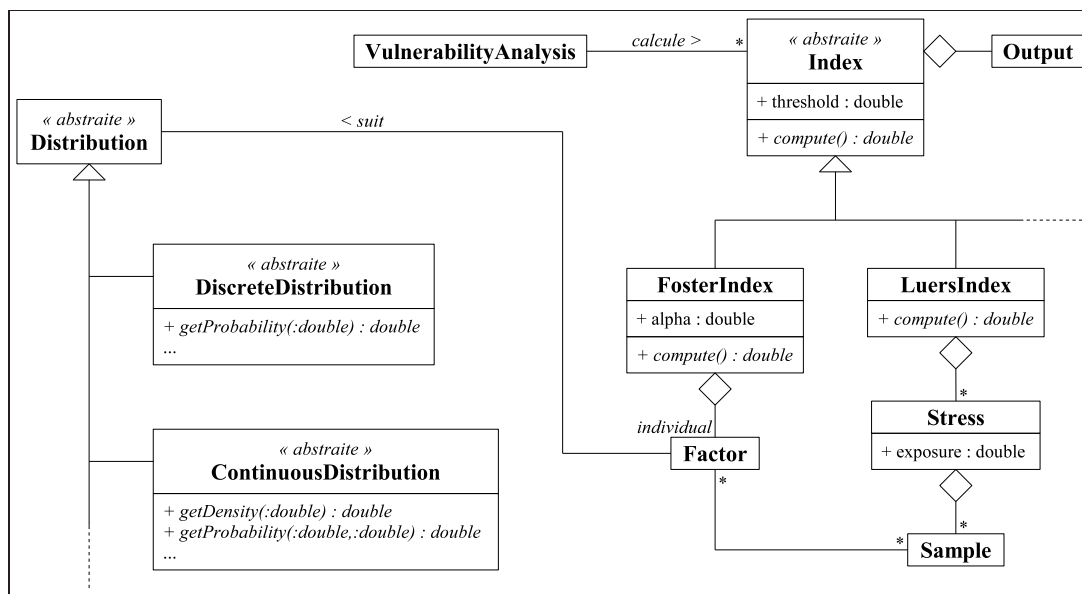 VulnerabilityAnalysis
calcule >
*
« abstraite »
Index
+ threshold : double
+ compute() : double
Output
« abstraite »
Distribution
< suit
« abstraite »
DiscreteDistribution
+ getProbability(:double) : double
...
« abstraite »
ContinuousDistribution
+ getDensity(:double) : double
+ getProbability(:double,:double) : double
...
FosterIndex
+ alpha : double
+ compute() : double
LuersIndex
+ compute() : double
*
Stress
+ exposure : double
individual
Factor
*
*
*
Sample